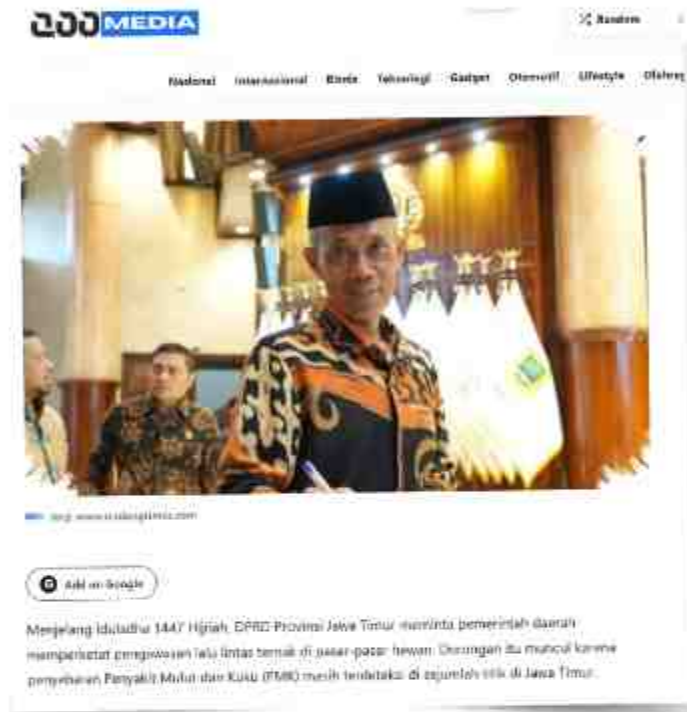 MEDIA
Random
Nasional Internasional Bisnis Teknologi Gadget Otomotif Lifestyle Olahrag
Add on Google
Menjelang Iduladha 1447 Hijriah, DPRD Provinsi Jawa Timur meminta pemerintah daerah
memperketat pengawasan lalu lintas ternak di pasar-pasar hewan. Dorongan itu muncul karena
penyebaran Penyakit Mulut dan Kuku (PMK) masih terdeteksi di sejumlah titik di Jawa Timur.